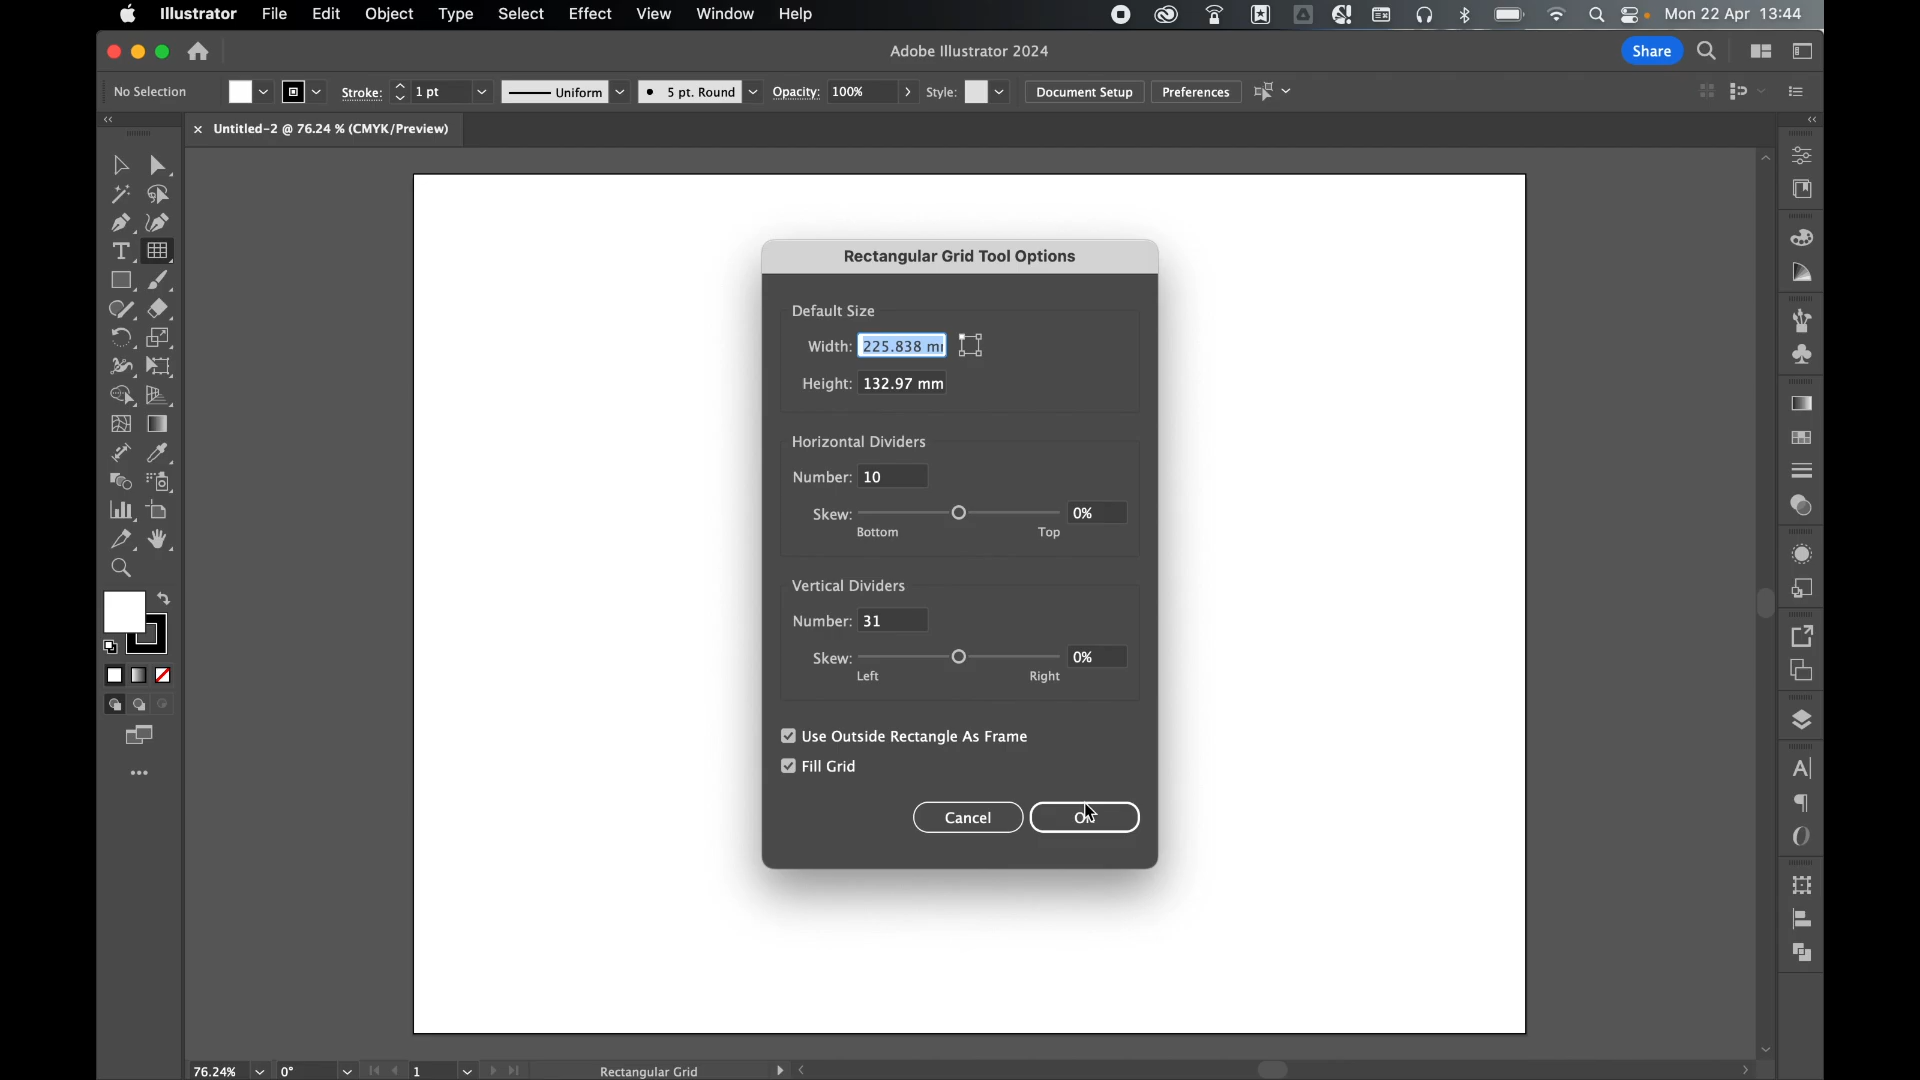 Illustrator File Edit Object Type Select Effect View Window Help Mon 22 Apr 13:44
Adobe Illustrator 2024
Share
No Selection Stroke: 1 pt Uniform 5 pt. Round Opacity: 100% Style: Document Setup Preferences
Untitled-2 @ 76.24 % (CMYK/Preview)
Rectangular Grid Tool Options
Default Size
Width: 225.838 m
Height: 132.97 mm
Horizontal Dividers
Number: 10
Skew: 0%
Bottom Top
Vertical Dividers
Number: 31
Skew: 0%
Left Right
Use Outside Rectangle As Frame
Fill Grid
Cancel
76.24% 0° 1 Rectangular Grid